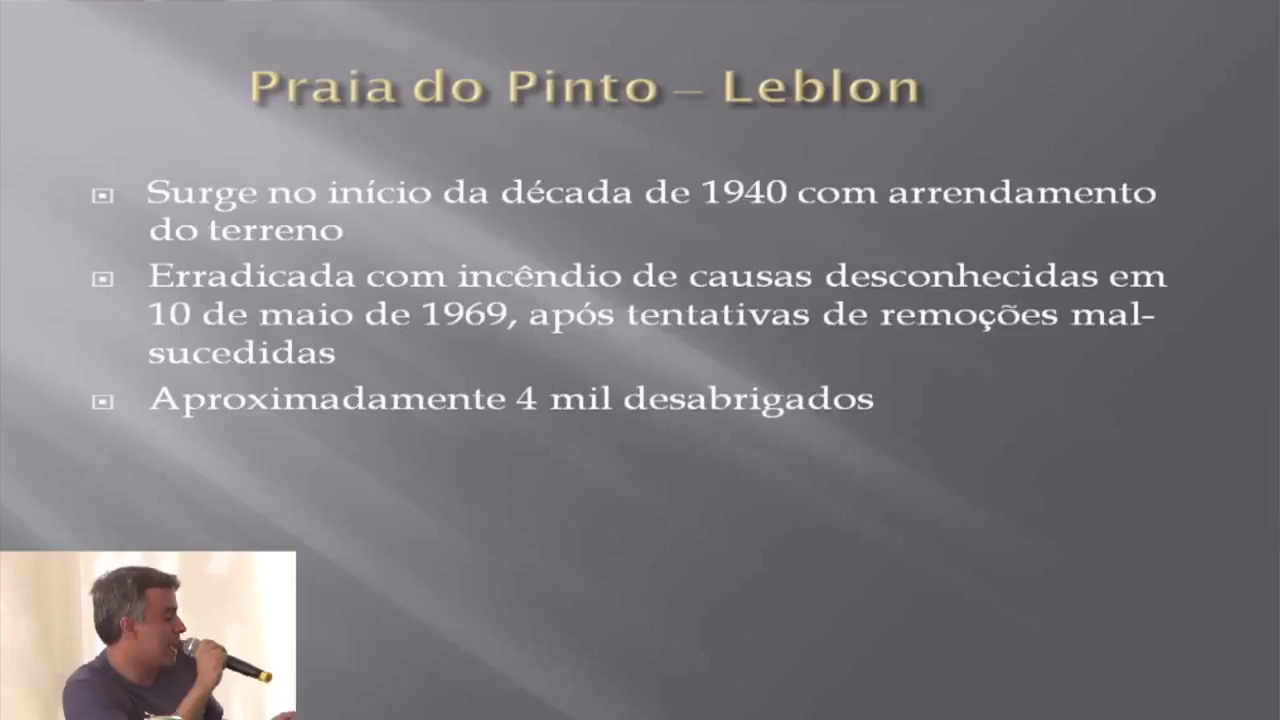 Praia do Pinto – Leblon
Surge no início da década de 1940 com arrendamento
do terreno
Erradicada com incêndio de causas desconhecidas em
10 de maio de 1969, após tentativas de remoções mal-
sucedidas
Aproximadamente 4 mil desabrigados